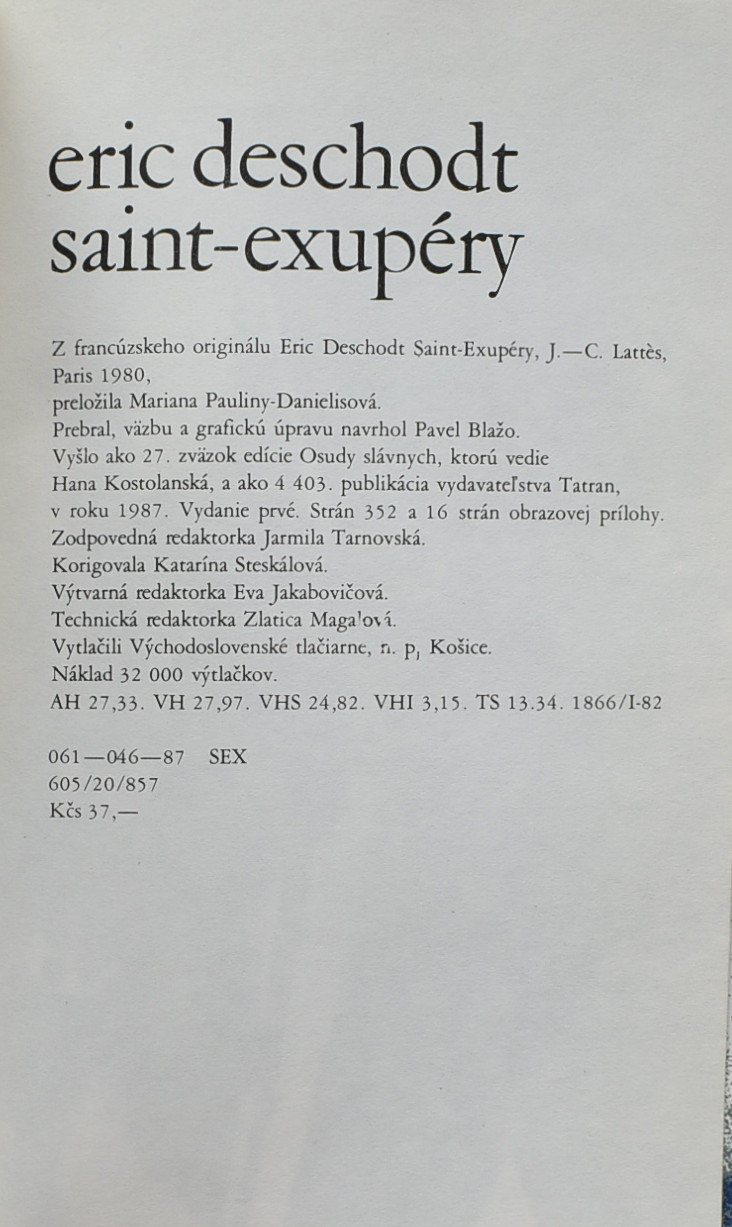 eric deschodt
saint-exupéry
Z francúzskeho originálu Eric Deschodt Saint-Exupéry, J.—C. Lattès,
Paris 1980,
preložila Mariana Pauliny-Danielisová.
Prebral, väzbu a grafickú úpravu navrhol Pavel Blažo.
Vyšlo ako 27. zväzok edície Osudy slávnych, ktorú vedie
Hana Kostolanská, a ako 4 403. publikácia vydavateľstva Tatran,
v roku 1987. Vydanie prvé. Strán 352 a 16 strán obrazovej prílohy.
Zodpovedná redaktorka Jarmila Tarnovská.
Korigovala Katarína Steskálová.
Výtvarná redaktorka Eva Jakabovičová.
Technická redaktorka Zlatica
Vytlačili Východoslovenské tlačiarne, n. p, Košice.
Náklad 32 000 výtlačkov.
AH 27,33. VH 27,97. VHS 24,82. VHI 3,15. TS 13.34. 1866/I-82
061—046—87 SEX
605/20/857
Kčs 37,—